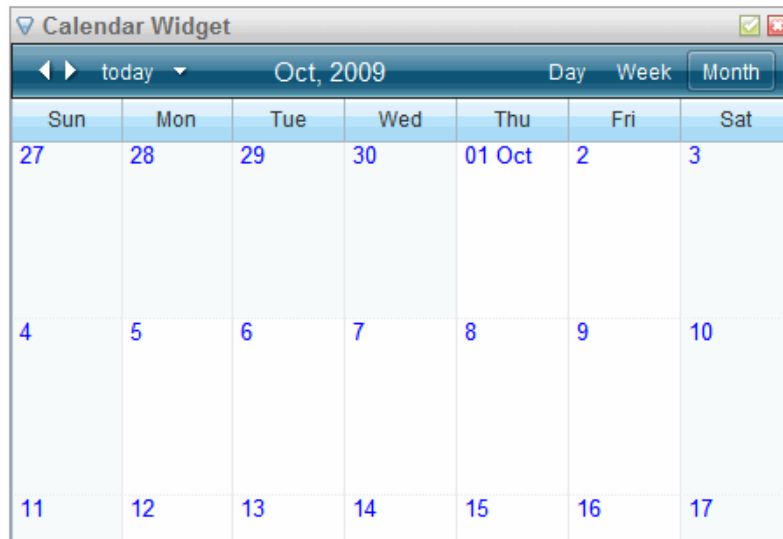 Calendar Widget
today Oct, 2009 Day Week Month
Sun Mon Tue Wed Thu Fri Sat
27 28 29 30 01 Oct 2 3
4 5 6 7 8 9 10
11 12 13 14 15 16 17